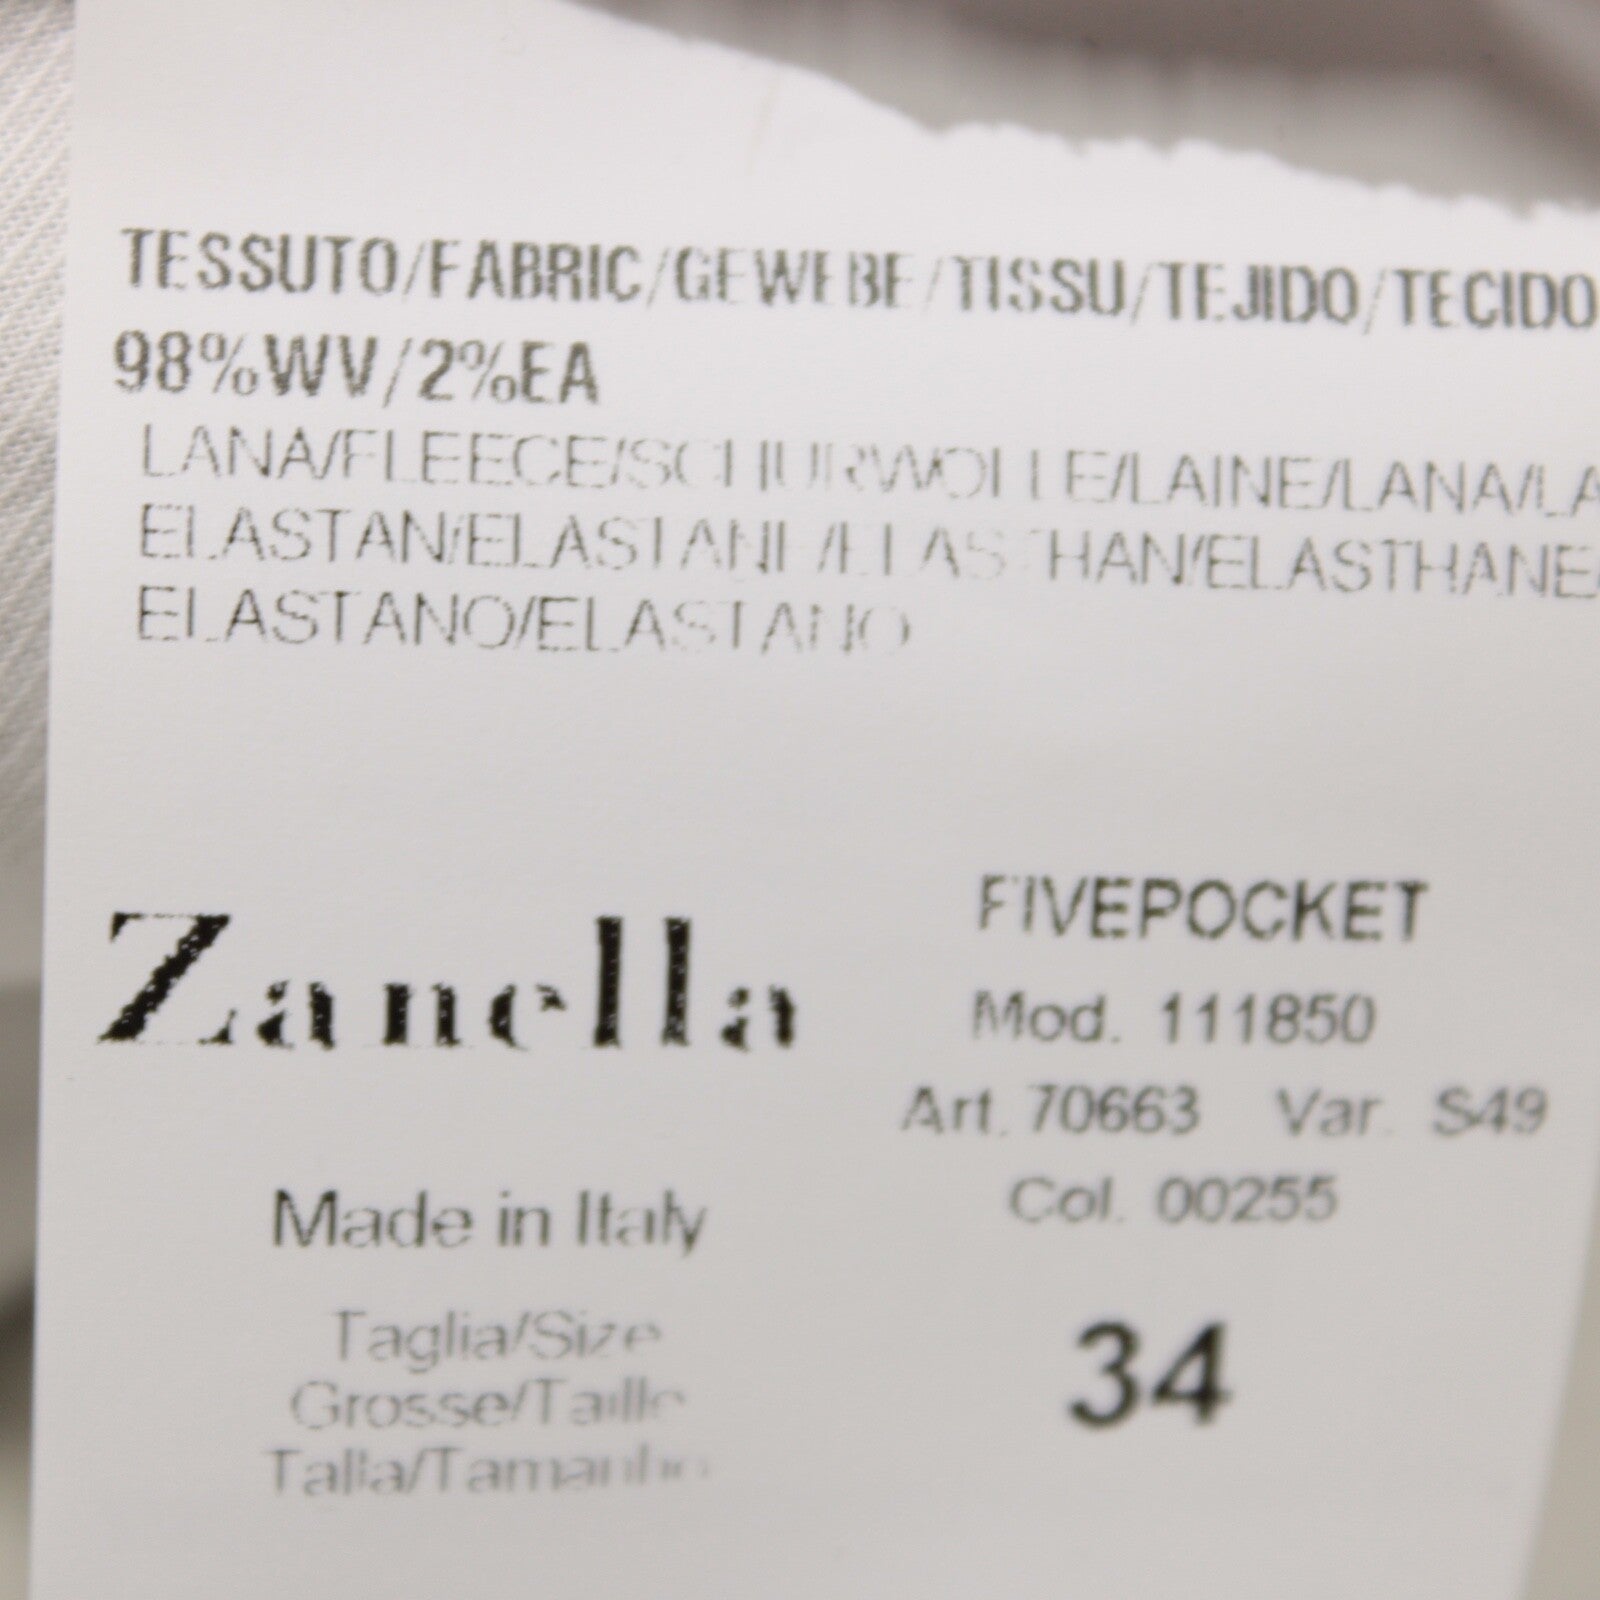 TESSUTO/FABRIC/GEWEBE/TISSU/TEJIDO/TECIDO
98%WV/2%EA
LANA/FLEECE/SCHURWOLLE/LAINE/LANA/LA
ELASTAN/ELASTANE/ELASTHAN/ELASTHANE/
ELASTANO/ELASTANO
Zanella
FIVEPOCKET
Mod. 111850
Art. 70663 Var. S49
Col. 00255
Made in Italy
Taglia/Size
Grosse/Taille
Talla/Tamanho
34